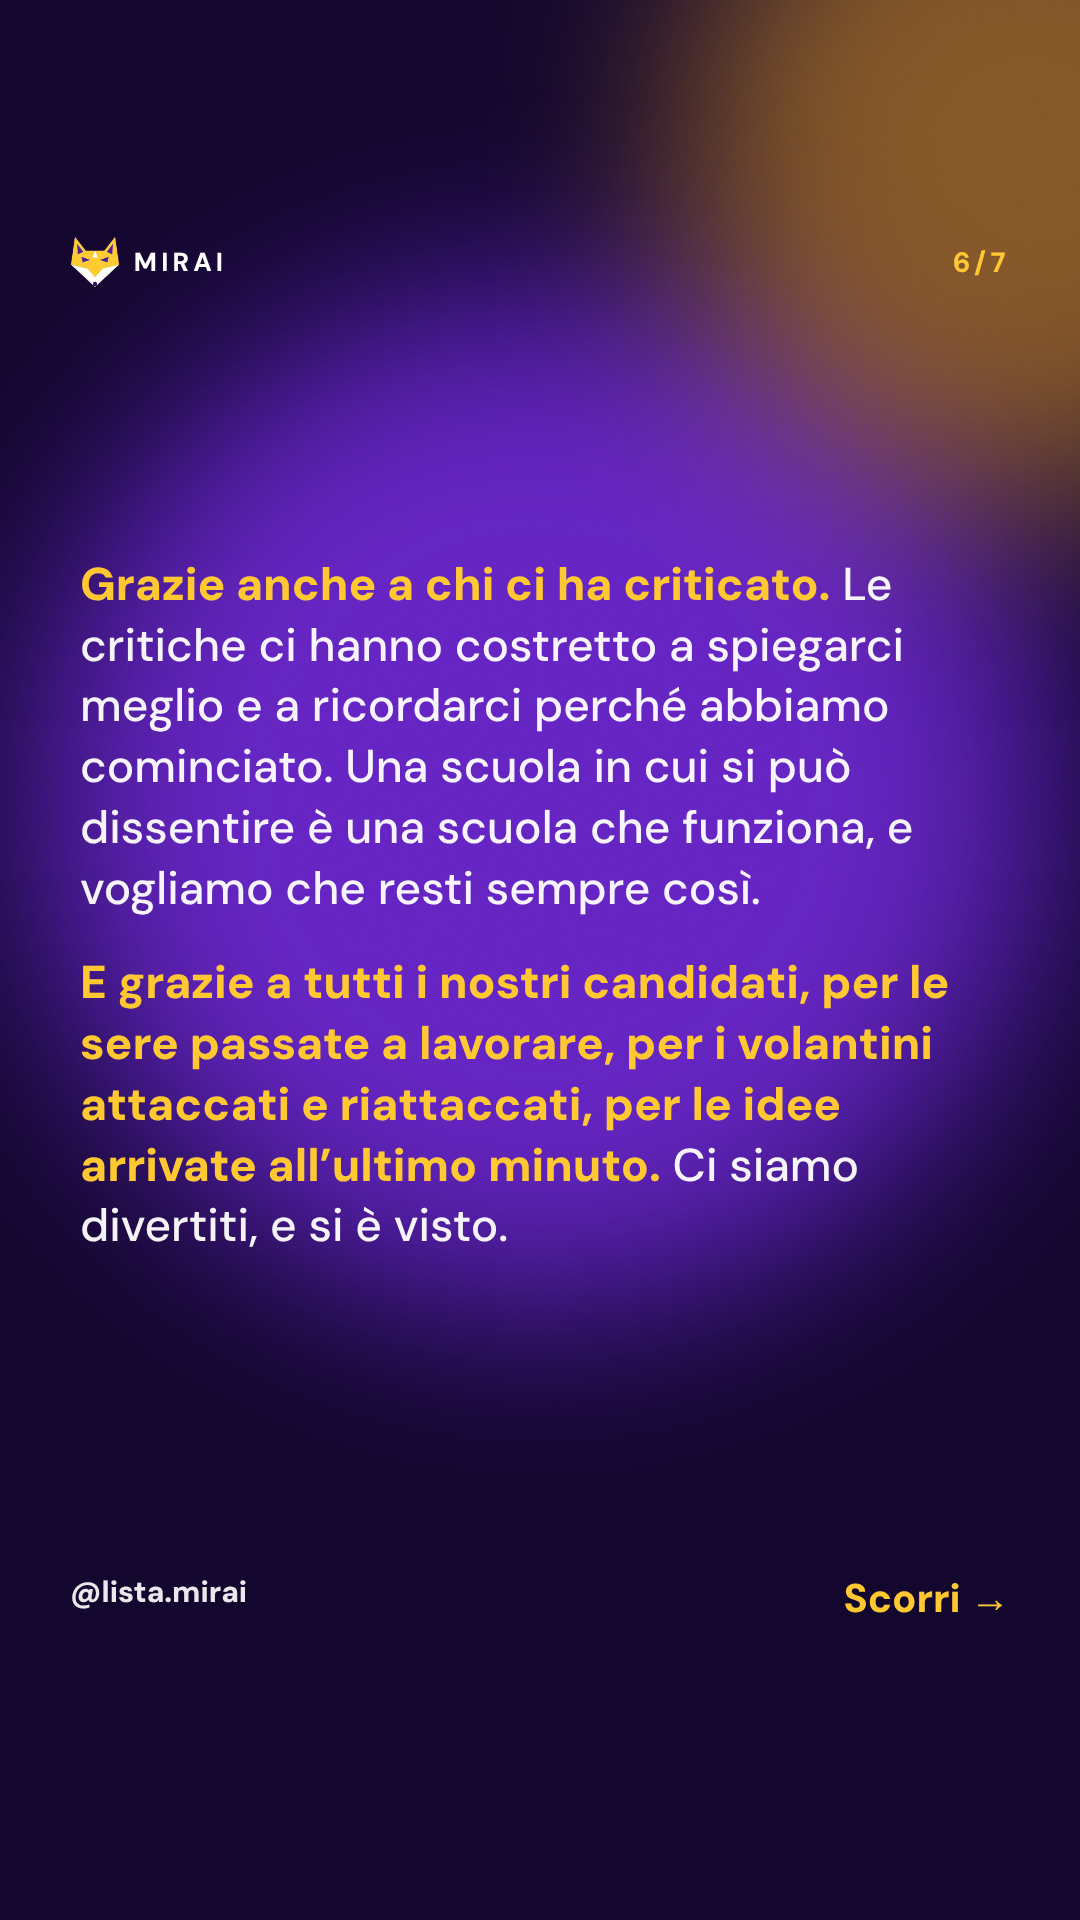 MIRAI
6/7
Grazie anche a chi ci ha criticato. Le
critiche ci hanno costretto a spiegarci
meglio e a ricordarci perché abbiamo
cominciato. Una scuola in cui si può
dissentire è una scuola che funziona, e
vogliamo che resti sempre così.
E grazie a tutti i nostri candidati, per le
sere passate a lavorare, per i volantini
attaccati e riattaccati, per le idee
arrivate all’ultimo minuto. Ci siamo
divertiti, e si è visto.
@lista.mirai
Scorri →